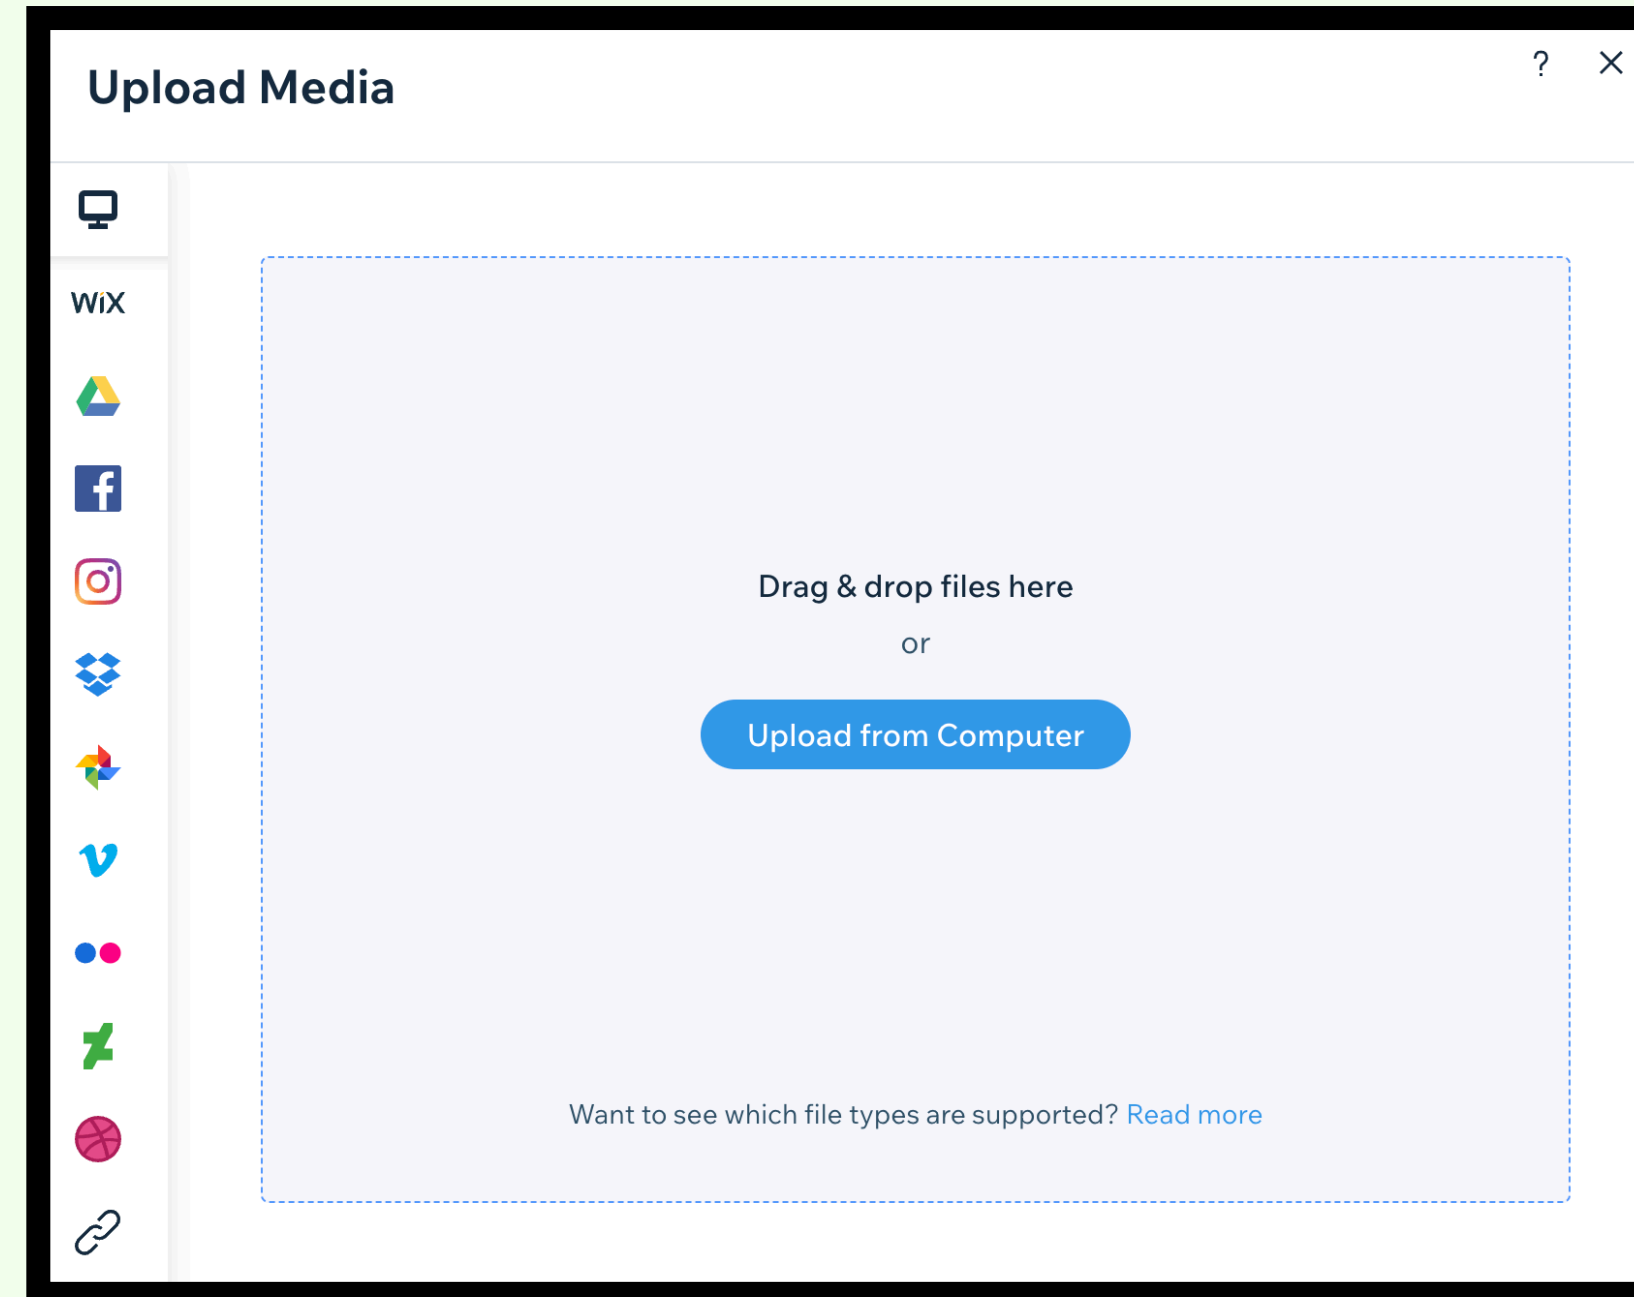 Upload Media
?
WiX
Drag & drop files here
or
Upload from Computer
Want to see which file types are supported? Read more